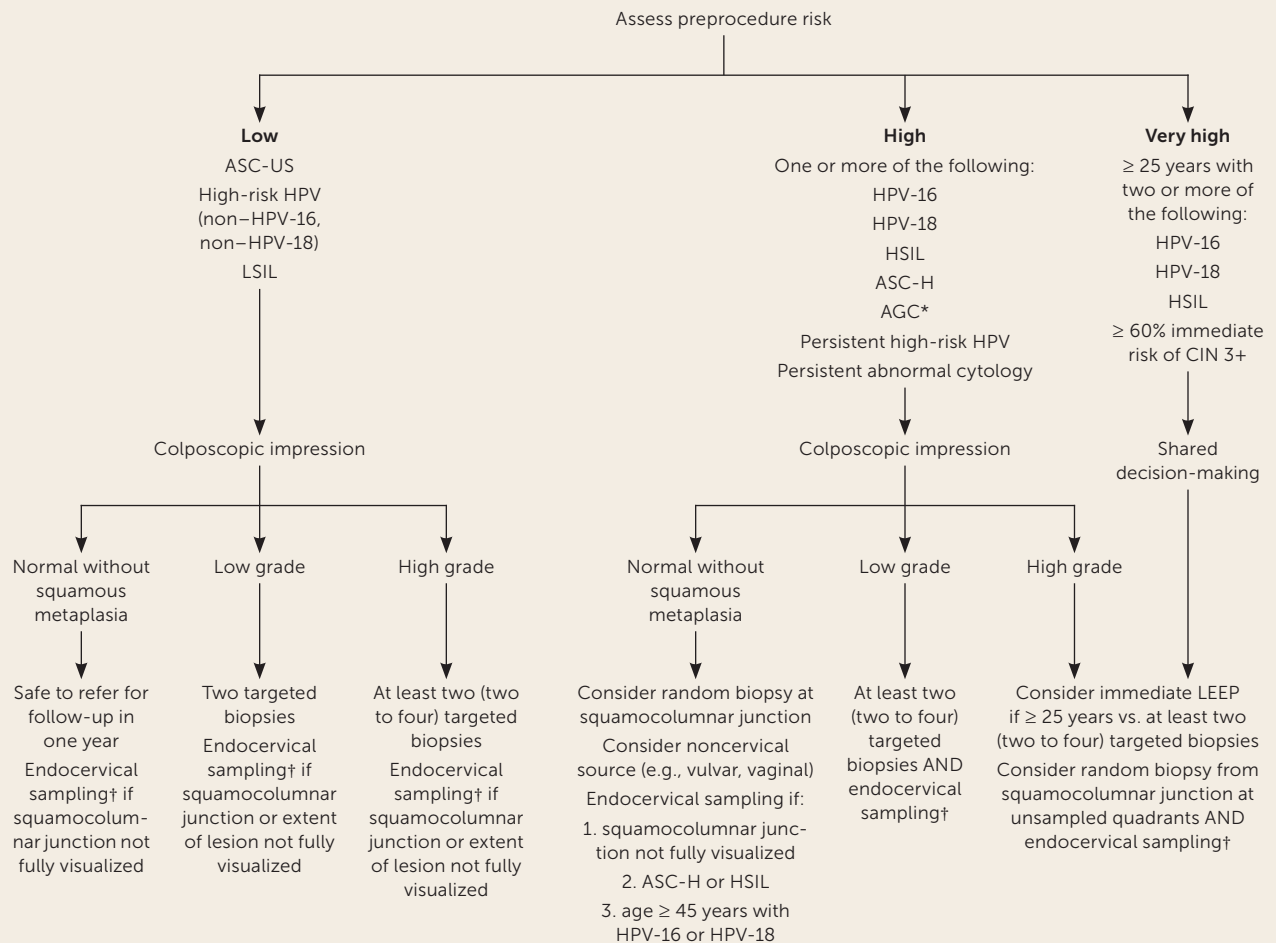 Assess preprocedure risk
Low
ASC-US
High-risk HPV
(non–HPV-16,
non–HPV-18)
LSIL
High
One or more of the following:
HPV-16
HPV-18
HSIL
ASC-H
AGC*
Persistent high-risk HPV
Persistent abnormal cytology
Very high
≥ 25 years with
two or more of
the following:
HPV-16
HPV-18
HSIL
≥ 60% immediate
risk of CIN 3+
Colposcopic impression
Colposcopic impression
Shared
decision-making
Normal without
squamous
metaplasia
Low grade
High grade
Normal without
squamous
metaplasia
Low grade
High grade
Safe to refer for
follow-up in
one year
Endocervical
sampling† if
squamocolum-
nar junction not
fully visualized
Two targeted
biopsies
Endocervical
sampling† if
squamocolumnar
junction or extent
of lesion not fully
visualized
At least two (two
to four) targeted
biopsies
Endocervical
sampling† if
squamocolumnar
junction or extent
of lesion not fully
visualized
Consider random biopsy at
squamocolumnar junction
Consider noncervical
source (e.g., vulvar, vaginal)
Endocervical sampling if:
1. squamocolumnar junc-
tion not fully visualized
2. ASC-H or HSIL
3. age ≥ 45 years with
HPV-16 or HPV-18
At least two
(two to four)
targeted
biopsies AND
endocervical
sampling†
Consider immediate LEEP
if ≥ 25 years vs. at least two
(two to four) targeted biopsies
Consider random biopsy from
squamocolumnar junction at
unsampled quadrants AND
endocervical sampling†